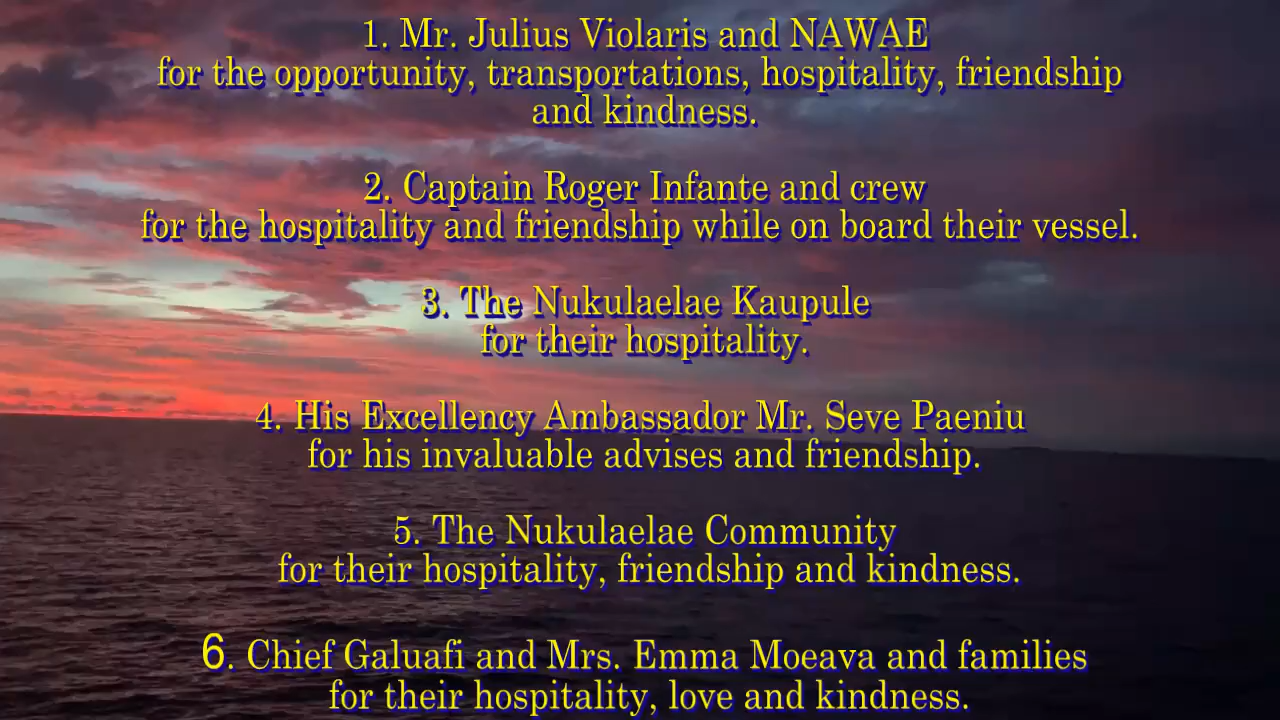 1. Mr. Julius Violaris and NAWAE
for the opportunity, transportations, hospitality, friendship
and kindness.
2. Captain Roger Infante and crew
for the hospitality and friendship while on board their vessel.
3. The Nukulaelae Kaupule
for their hospitality.
4. His Excellency Ambassador Mr. Seve Paeniu
for his invaluable advises and friendship.
5. The Nukulaelae Community
for their hospitality, friendship and kindness.
6. Chief Galuafi and Mrs. Emma Moeava and families
for their hospitality, love and kindness.